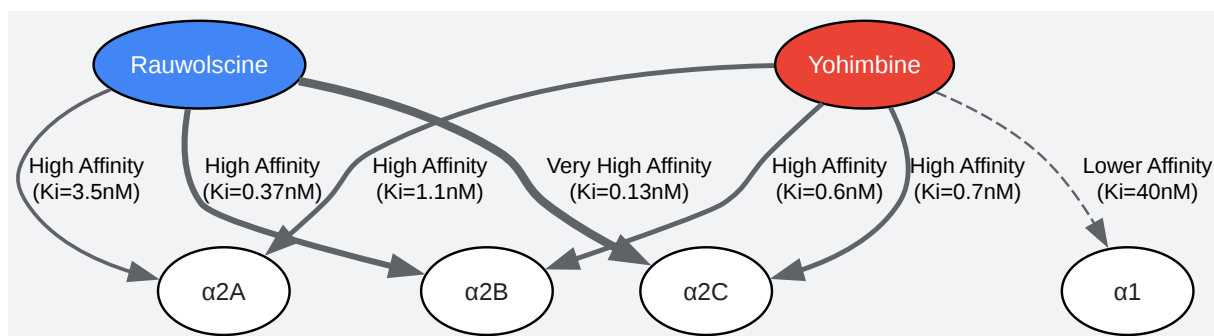 Rauwolscine
Yohimbine
High Affinity
(Ki=3.5nM)
High Affinity
(Ki=0.37nM)
High Affinity
(Ki=1.1nM)
Very High Affinity
(Ki=0.13nM)
High Affinity
(Ki=0.6nM)
High Affinity
(Ki=0.7nM)
Lower Affinity
(Ki=40nM)
α2A
α2B
α2C
α1